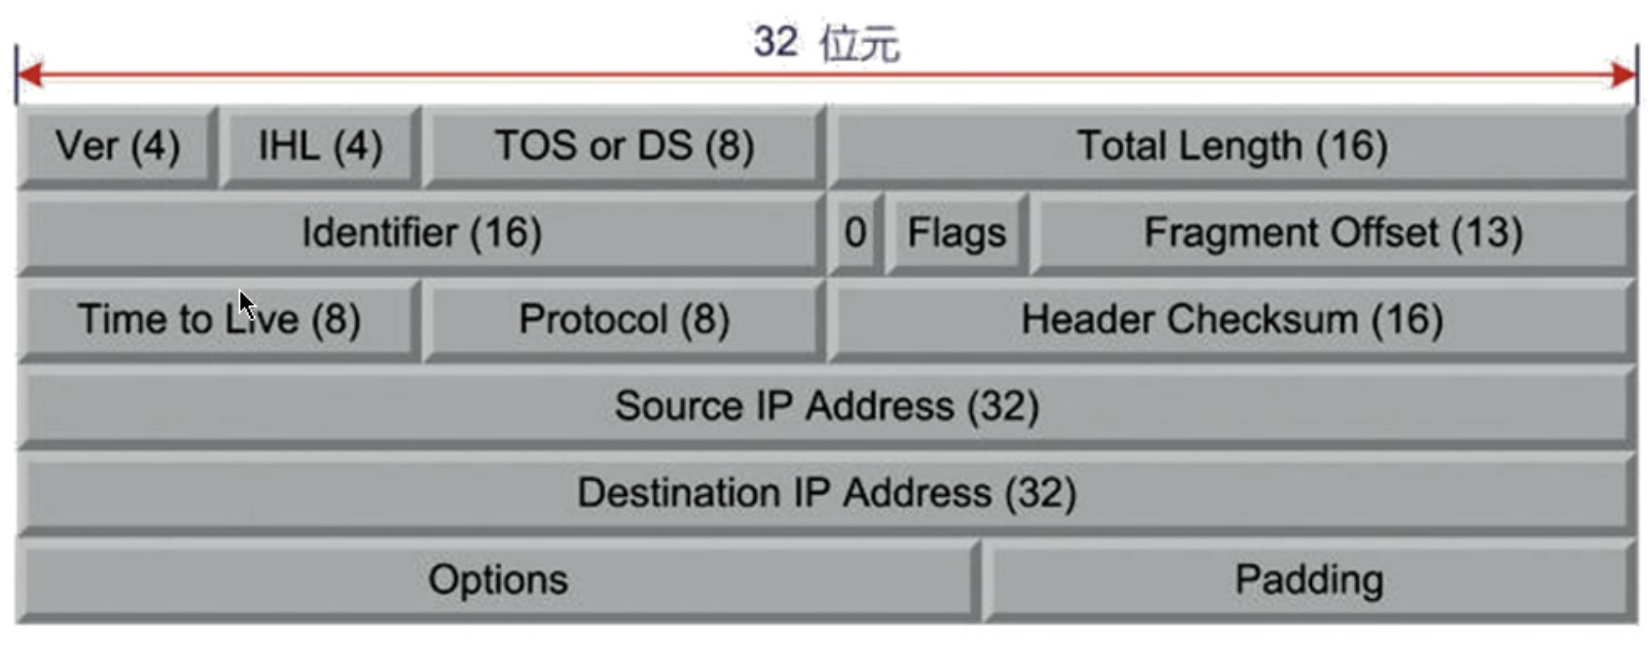 32 位元
Ver (4) IHL (4) TOS or DS (8) Total Length (16)
Identifier (16) 0 Flags Fragment Offset (13)
Time to Live (8) Protocol (8) Header Checksum (16)
Source IP Address (32)
Destination IP Address (32)
Options Padding